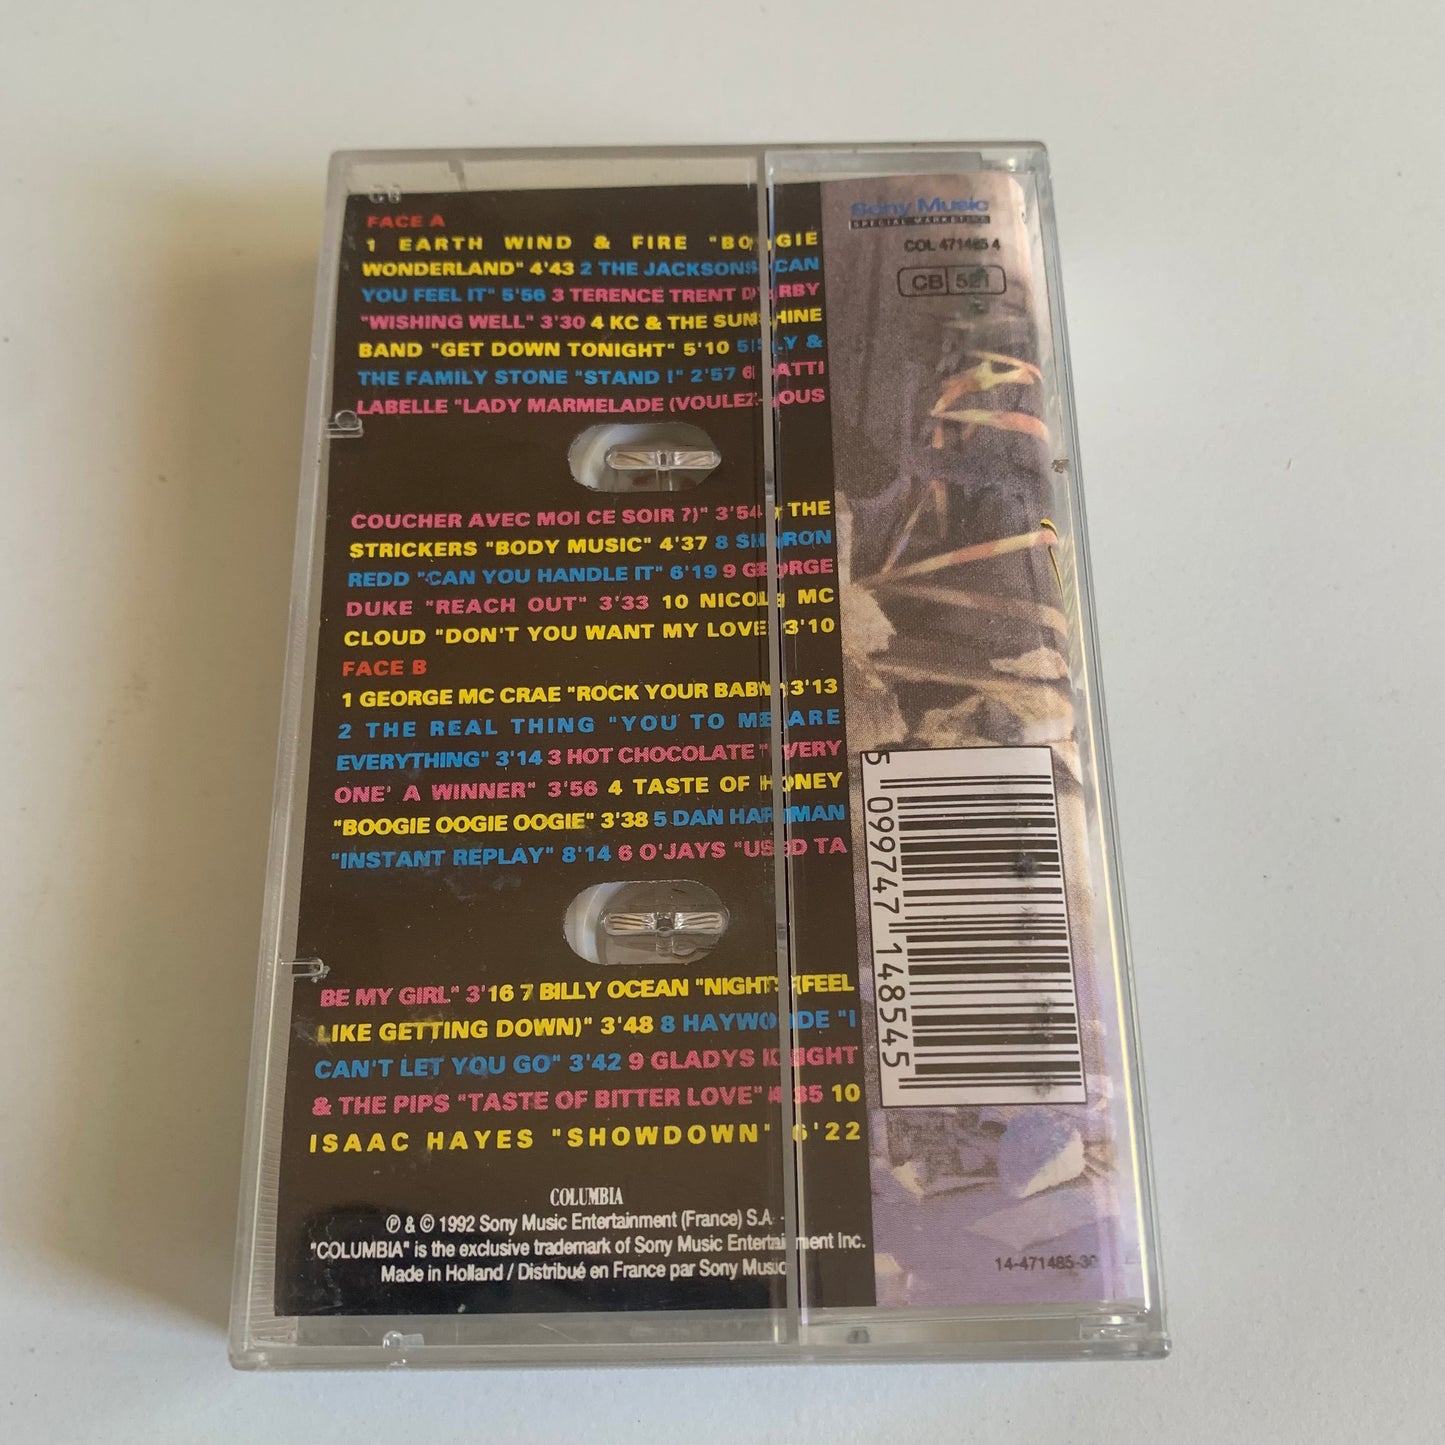 FACE A
1 EARTH WIND & FIRE "BOOGIE
WONDERLAND" 4'43 2 THE JACKSONS "CAN
YOU FEEL IT" 5'56 3 TERENCE TRENT D'ARBY
"WISHING WELL" 3'30 4 KC & THE SUNSHINE
BAND "GET DOWN TONIGHT" 5'10 5 SLY &
THE FAMILY STONE "STAND !" 2'57 6 PATTI
LABELLE "LADY MARMELADE (VOULEZ-VOUS
COUCHER AVEC MOI CE SOIR ?)" 3'54 7 THE
STRICKERS "BODY MUSIC" 4'37 8 SHARON
REDD "CAN YOU HANDLE IT" 6'19 9 GEORGE
DUKE "REACH OUT" 3'33 10 NICOLE MC
CLOUD "DON'T YOU WANT MY LOVE" 3'10
FACE B
1 GEORGE MC CRAE "ROCK YOUR BABY" 3'13
2 THE REAL THING "YOU TO ME ARE
EVERYTHING" 3'14 3 HOT CHOCOLATE "EVERY
ONE' A WINNER" 3'56 4 TASTE OF HONEY
"BOOGIE OOGIE OOGIE" 3'38 5 DAN HARTMAN
"INSTANT REPLAY" 8'14 6 O'JAYS "USED TA
BE MY GIRL" 3'16 7 BILLY OCEAN "NIGHTS (FEEL
LIKE GETTING DOWN)" 3'48 8 HAYWOODE "I
CAN'T LET YOU GO" 3'42 9 GLADYS KNIGHT
& THE PIPS "TASTE OF BITTER LOVE" 4'35 10
ISAAC HAYES "SHOWDOWN" 6'22
COLUMBIA
℗ & © 1992 Sony Music Entertainment (France) S.A. -
"COLUMBIA" is the exclusive trademark of Sony Music Entertainment Inc.
Made in Holland / Distribué en France par Sony Music
Sony Music
SPECIAL MARKETING
COL 471485 4
CB 521
5 099747 148545
14-471485-30